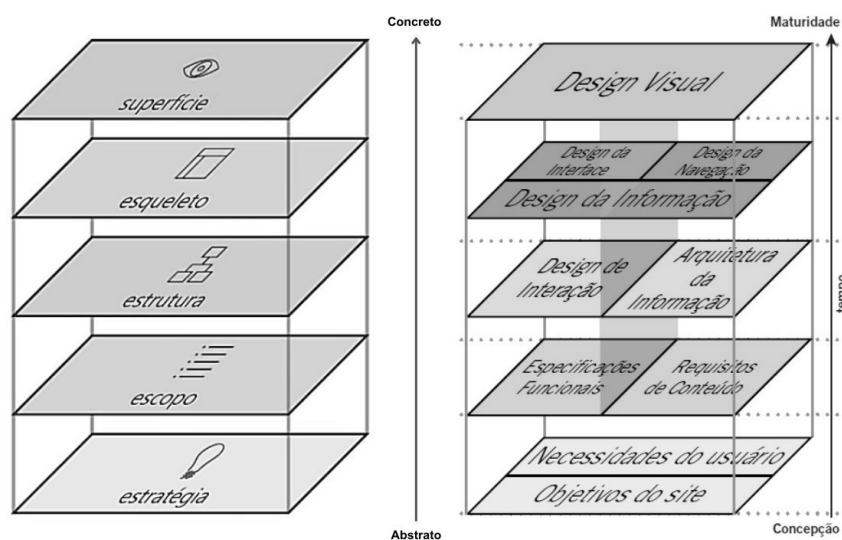 Concreto
Maturidade
superfície
Design Visual
esqueleto
Design da
Interface
Design da
Navegação
Design da Informação
estrutura
Design de
Interação
Arquitetura
da
Informação
tempo
escopo
Especificações
Funcionais
Requisitos
de Conteúdo
estratégia
Necessidades do usuário
Objetivos do site
Abstrato
Concepção